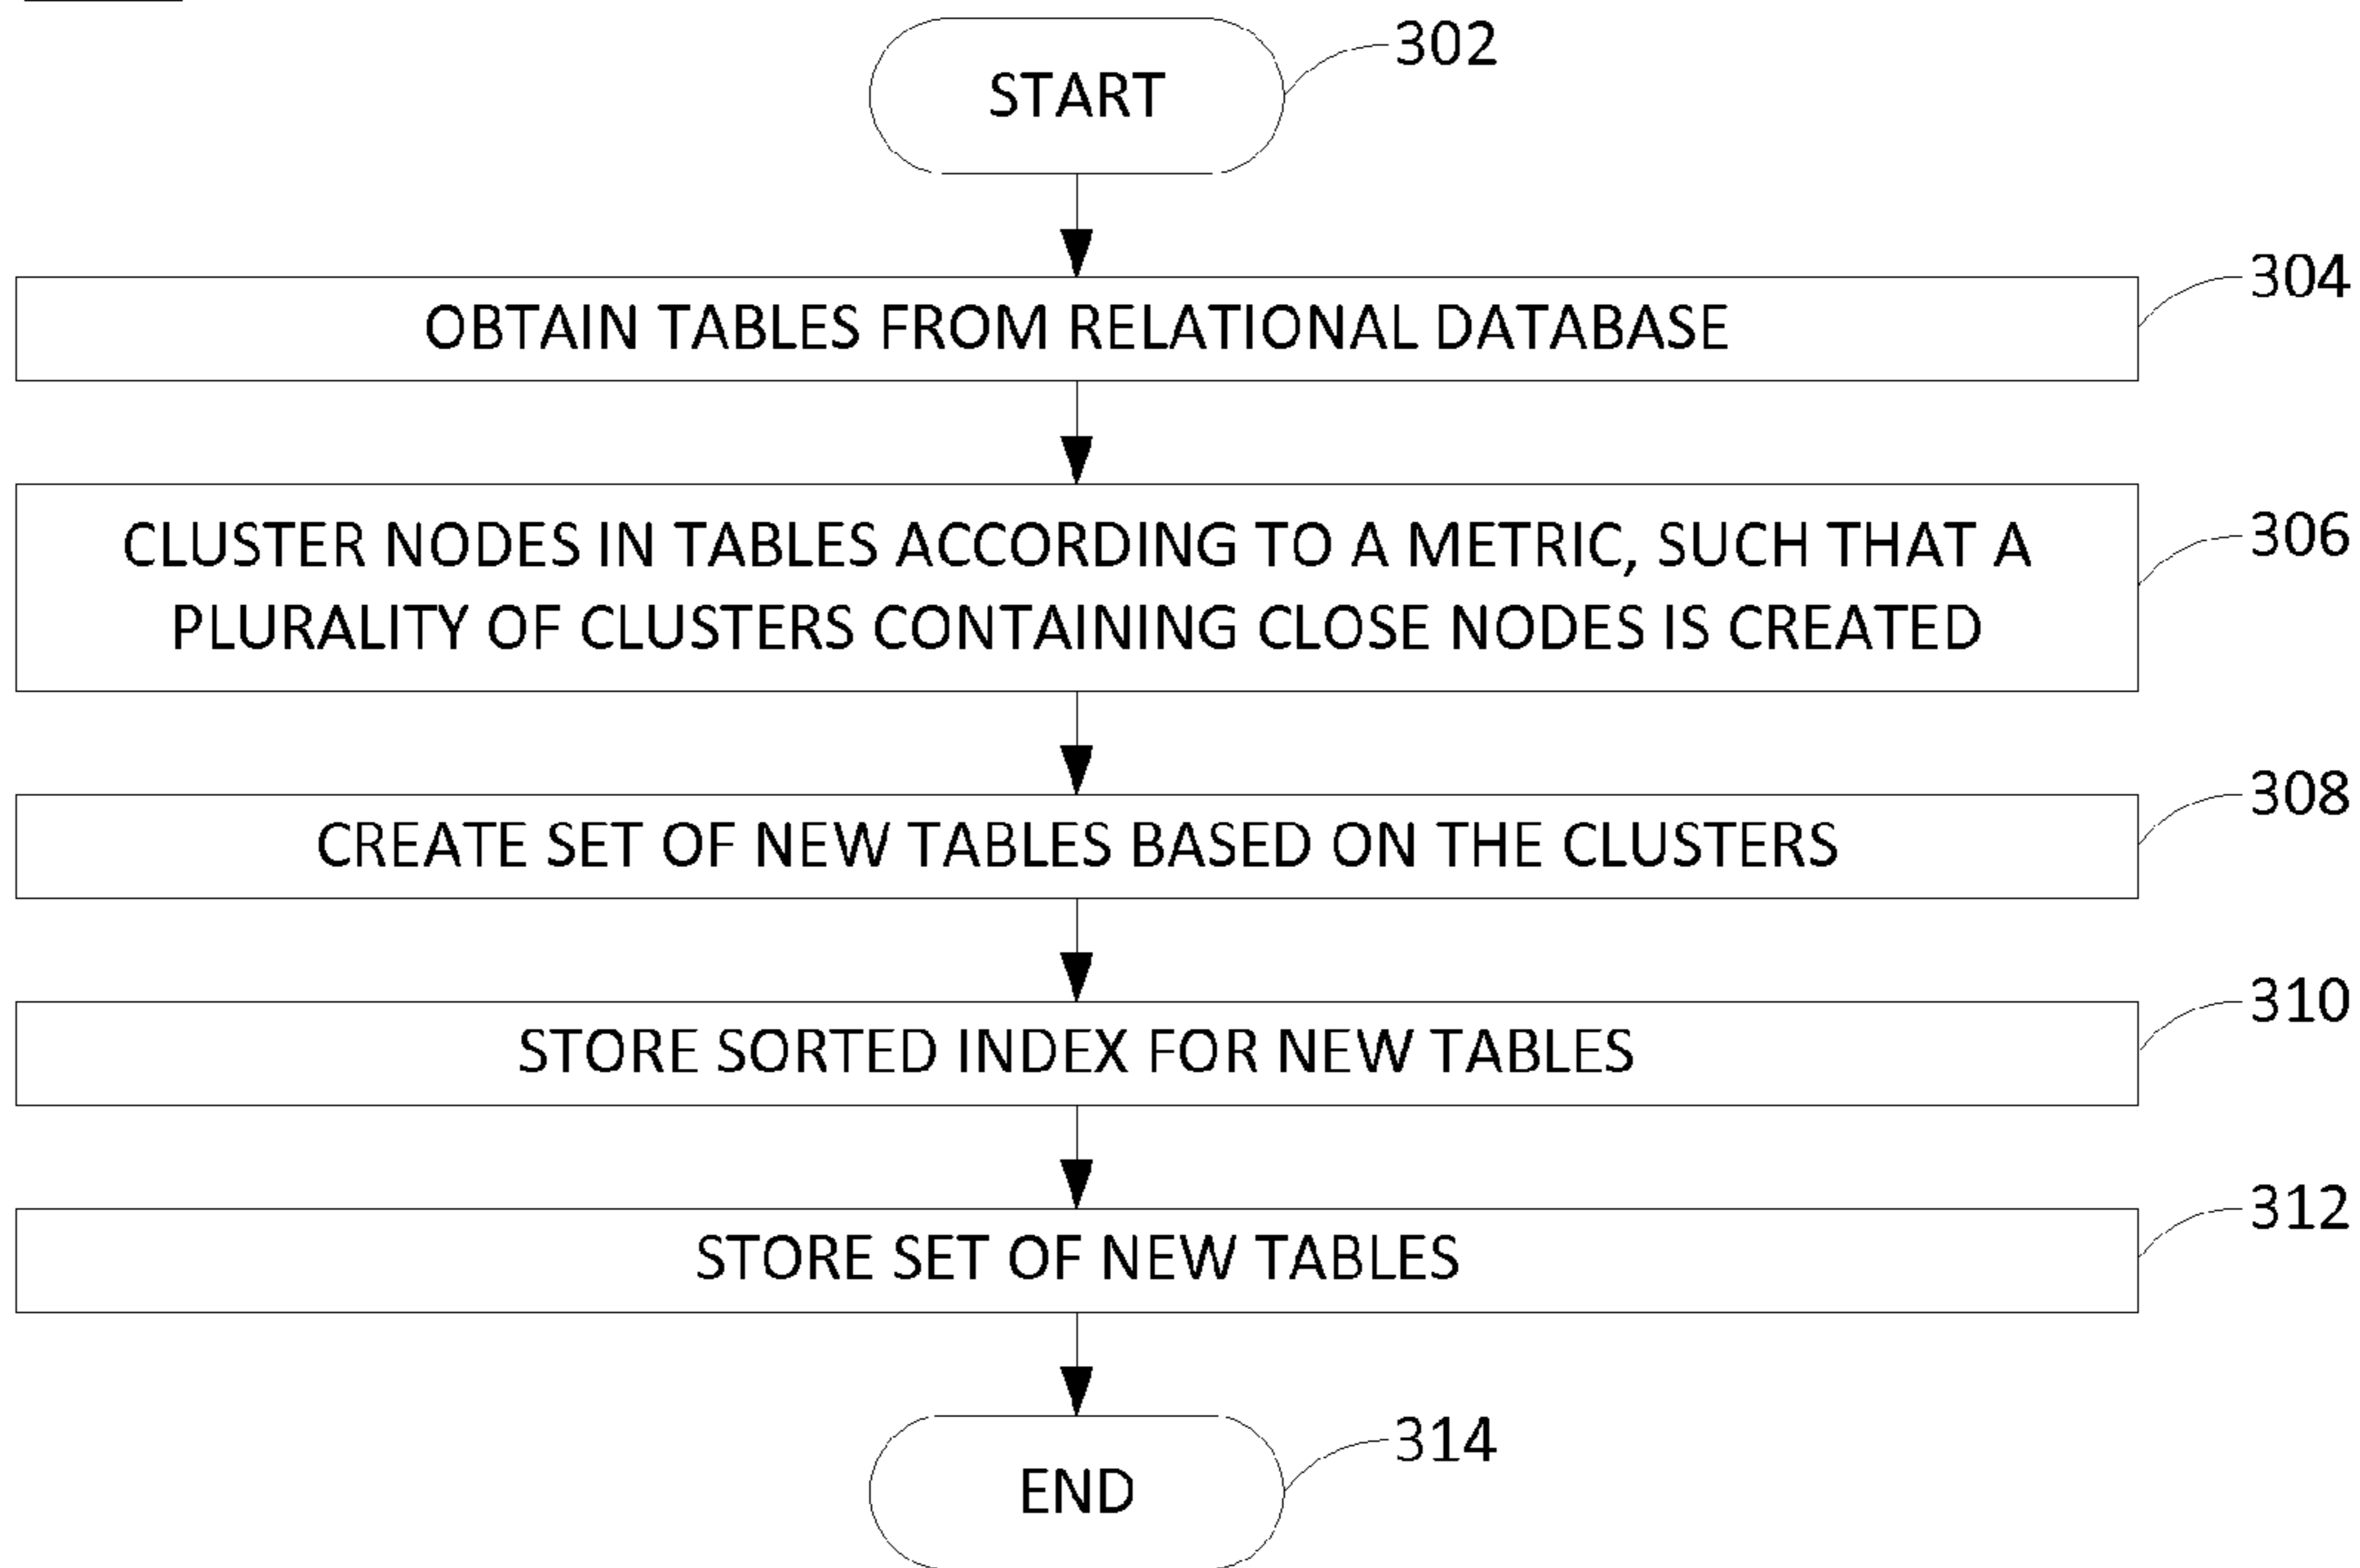 302
START
304
OBTAIN TABLES FROM RELATIONAL DATABASE
306
CLUSTER NODES IN TABLES ACCORDING TO A METRIC, SUCH THAT A
PLURALITY OF CLUSTERS CONTAINING CLOSE NODES IS CREATED
308
CREATE SET OF NEW TABLES BASED ON THE CLUSTERS
310
STORE SORTED INDEX FOR NEW TABLES
312
STORE SET OF NEW TABLES
314
END